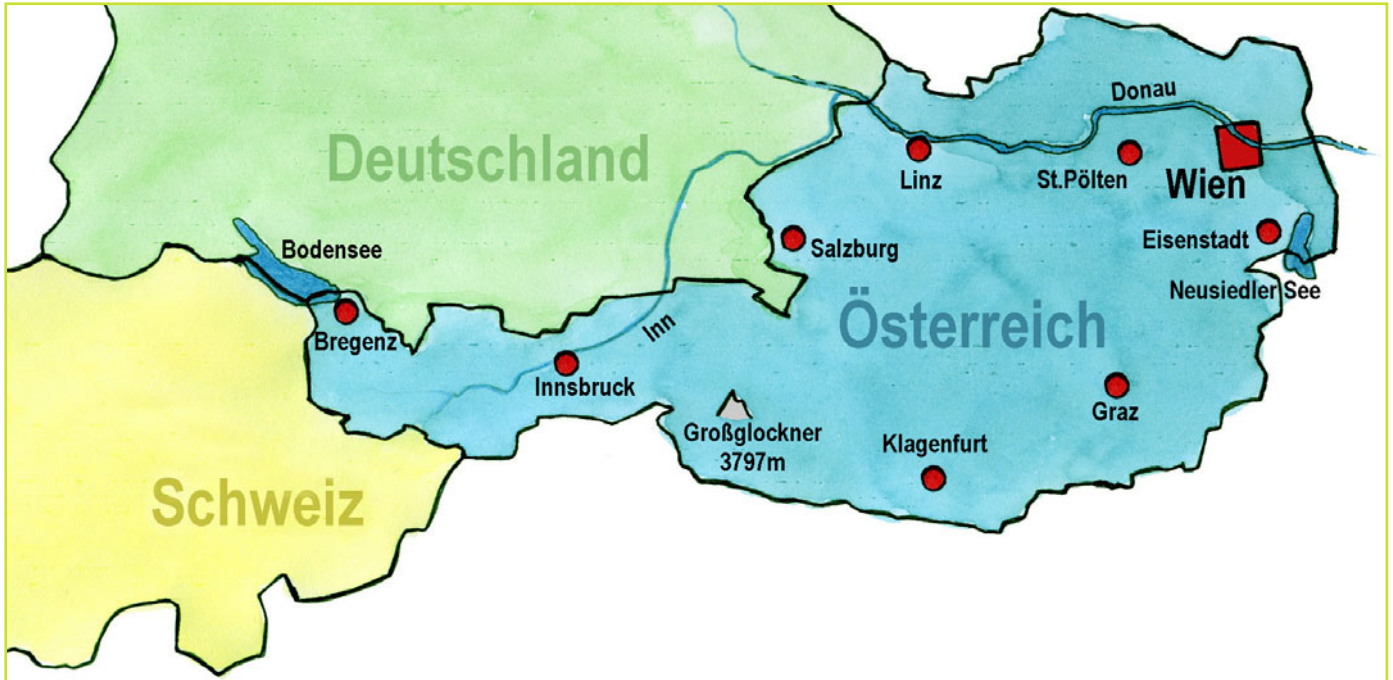 Donau
Deutschland
Linz
St.Pölten
Wien
Bodensee
Salzburg
Eisenstadt
Neusiedler See
Österreich
Inn
Bregenz
Innsbruck
Graz
Großglockner
3797m
Klagenfurt
Schweiz